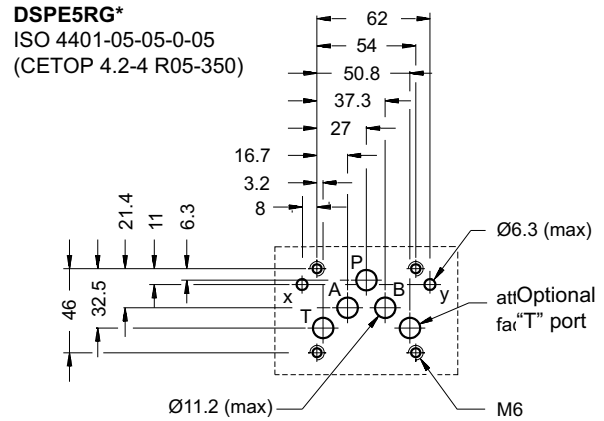 DSPE5RG*
ISO 4401-05-05-0-05
(CETOP 4.2-4 R05-350)
62
54
50.8
37.3
27
16.7
3.2
8
21.4
11
6.3
46
32.5
Ø6.3 (max)
P
A
B
x
y
T
attOptional
fac“T” port
Ø11.2 (max)
M6